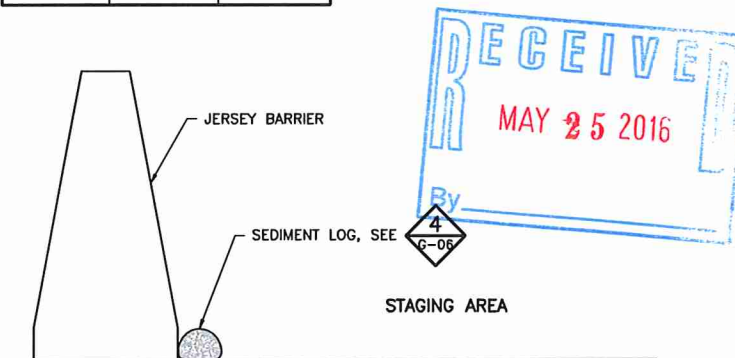 RECEIVED
MAY 25 2016
By
JERSEY BARRIER
SEDIMENT LOG, SEE 4
G-06
STAGING AREA